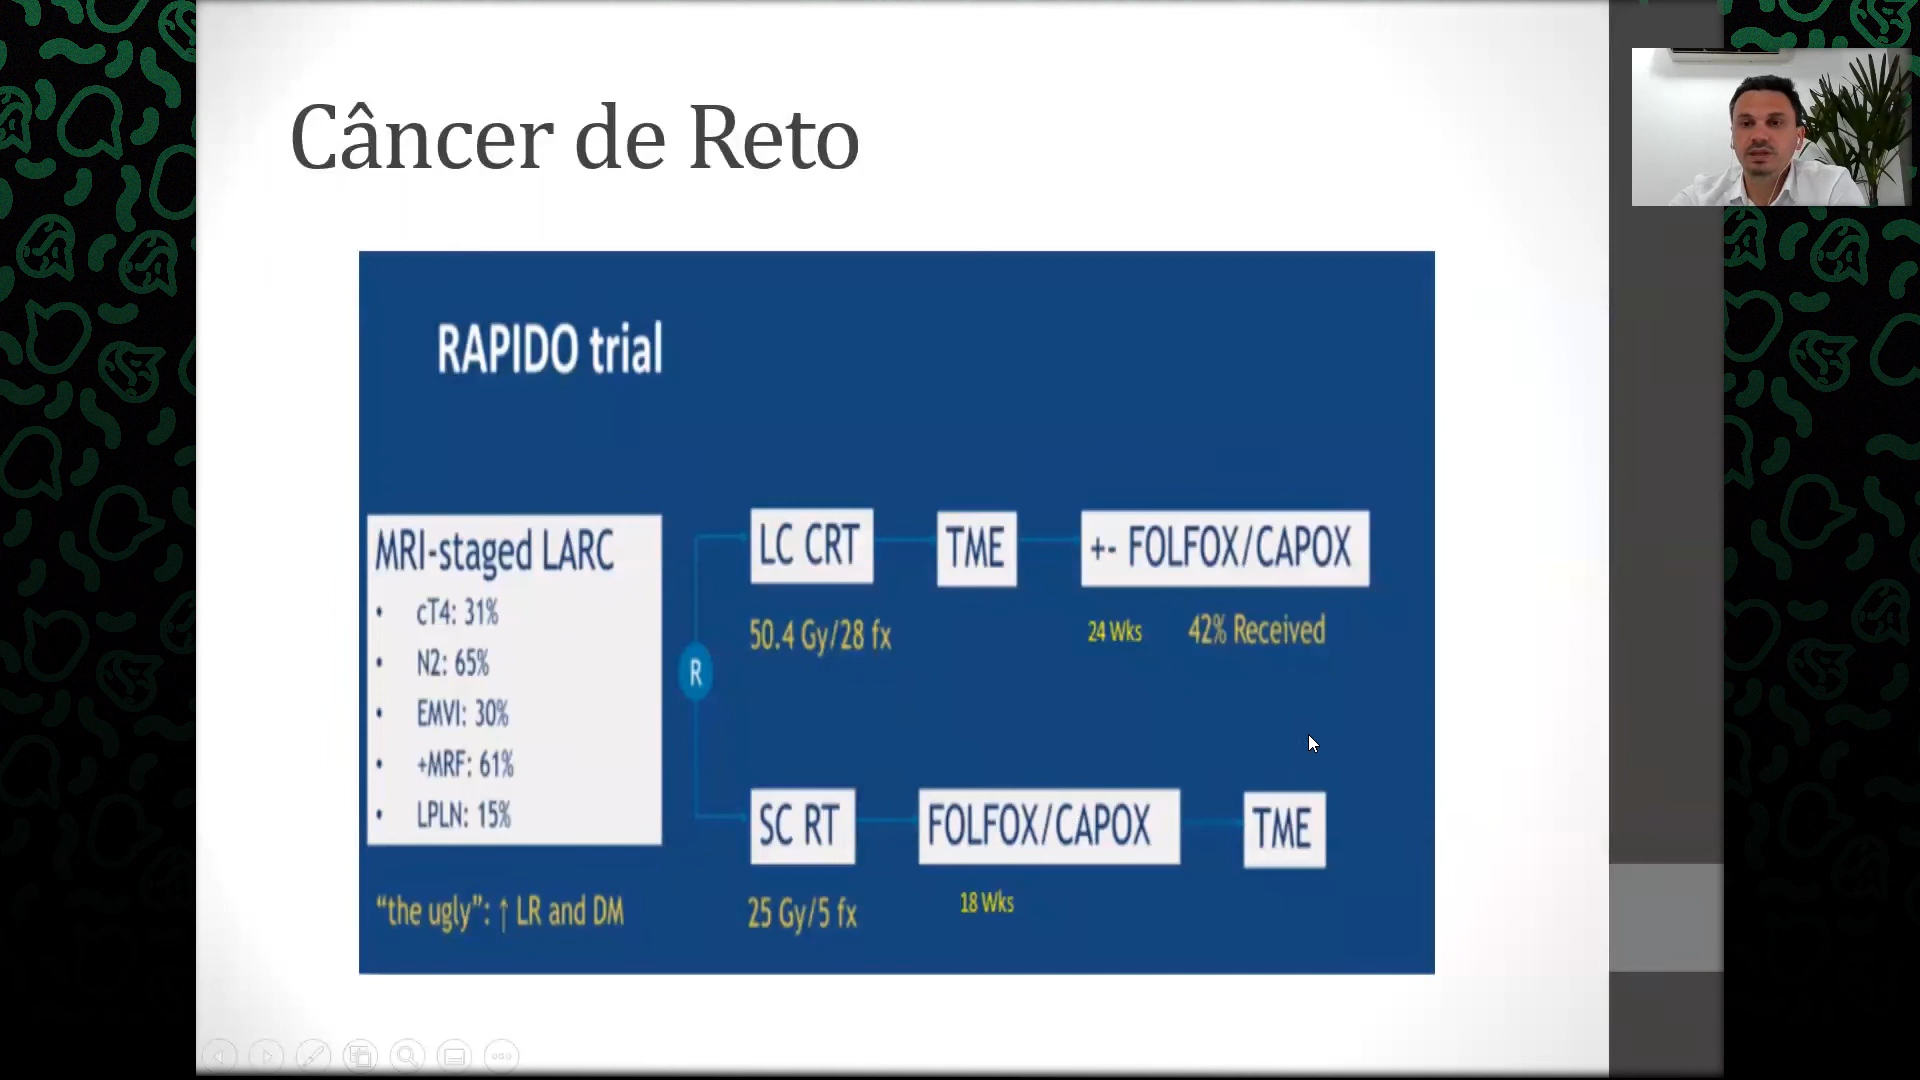 Câncer de Reto
RAPIDO trial
MRI-staged LARC
• cT4: 31%
• N2: 65%
• EMVI: 30%
• +MRF: 61%
• LPLN: 15%
"the ugly": ↑ LR and DM
R
LC CRT
TME
+- FOLFOX/CAPOX
50.4 Gy/28 fx
24 Wks
42% Received
SC RT
FOLFOX/CAPOX
TME
25 Gy/5 fx
18 Wks